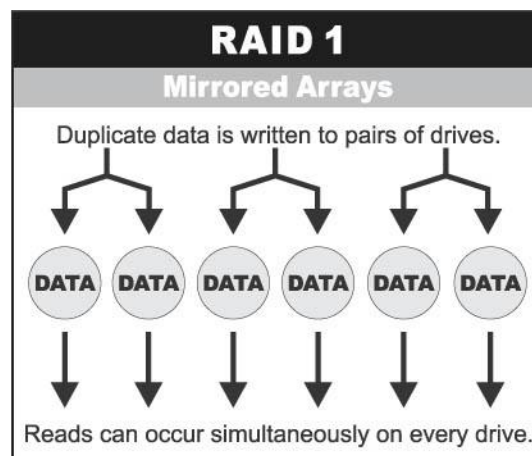 RAID 1
Mirrored Arrays
Duplicate data is written to pairs of drives.
DATA DATA DATA DATA DATA DATA
Reads can occur simultaneously on every drive.